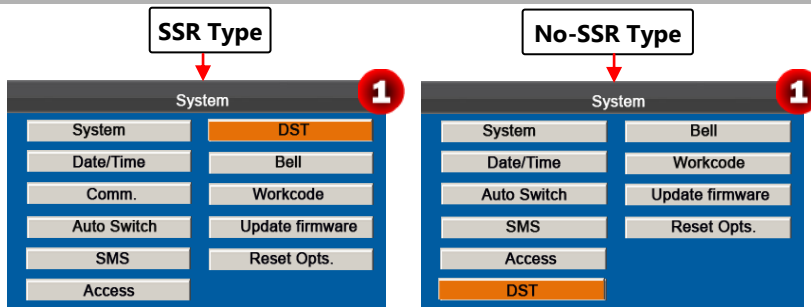 SSR Type
No-SSR Type
1
System
System
DST
Date/Time
Bell
Comm.
Workcode
Auto Switch
Update firmware
SMS
Reset Opts.
Access
1
System
System
Bell
Date/Time
Workcode
Auto Switch
Update firmware
SMS
Reset Opts.
Access
DST